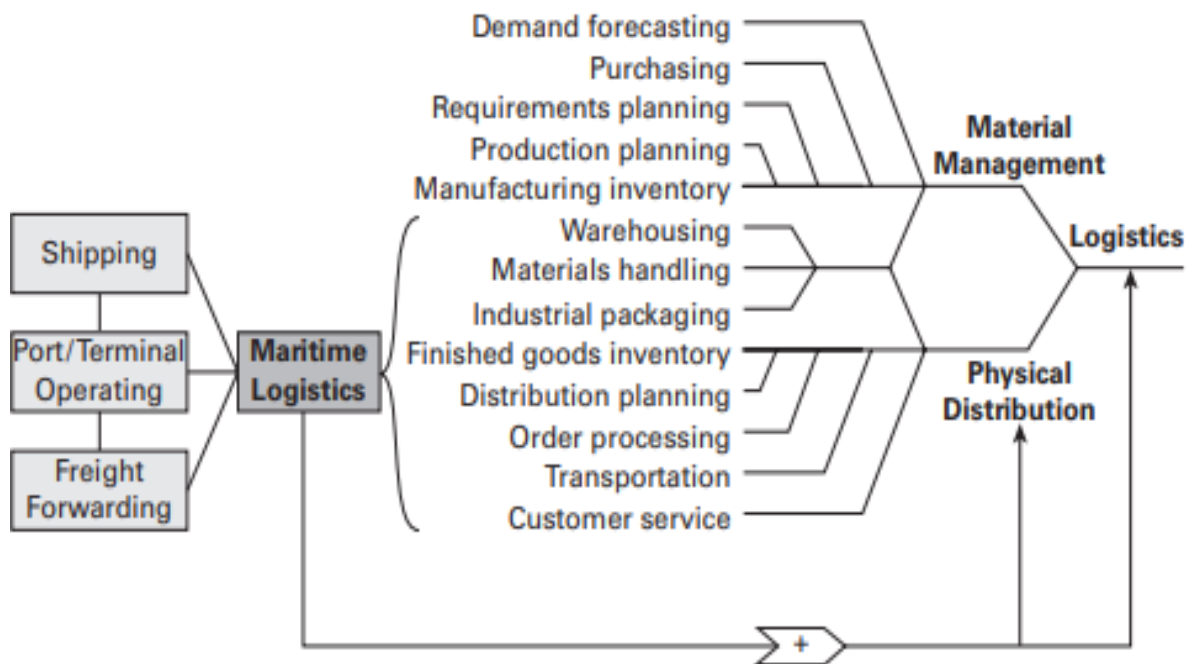 Demand forecasting
Purchasing
Requirements planning
Production planning
Manufacturing inventory
Warehousing
Materials handling
Industrial packaging
Finished goods inventory
Distribution planning
Order processing
Transportation
Customer service
Shipping
Port/Terminal
Operating
Freight
Forwarding
Maritime
Logistics
Material
Management
Logistics
Physical
Distribution
+